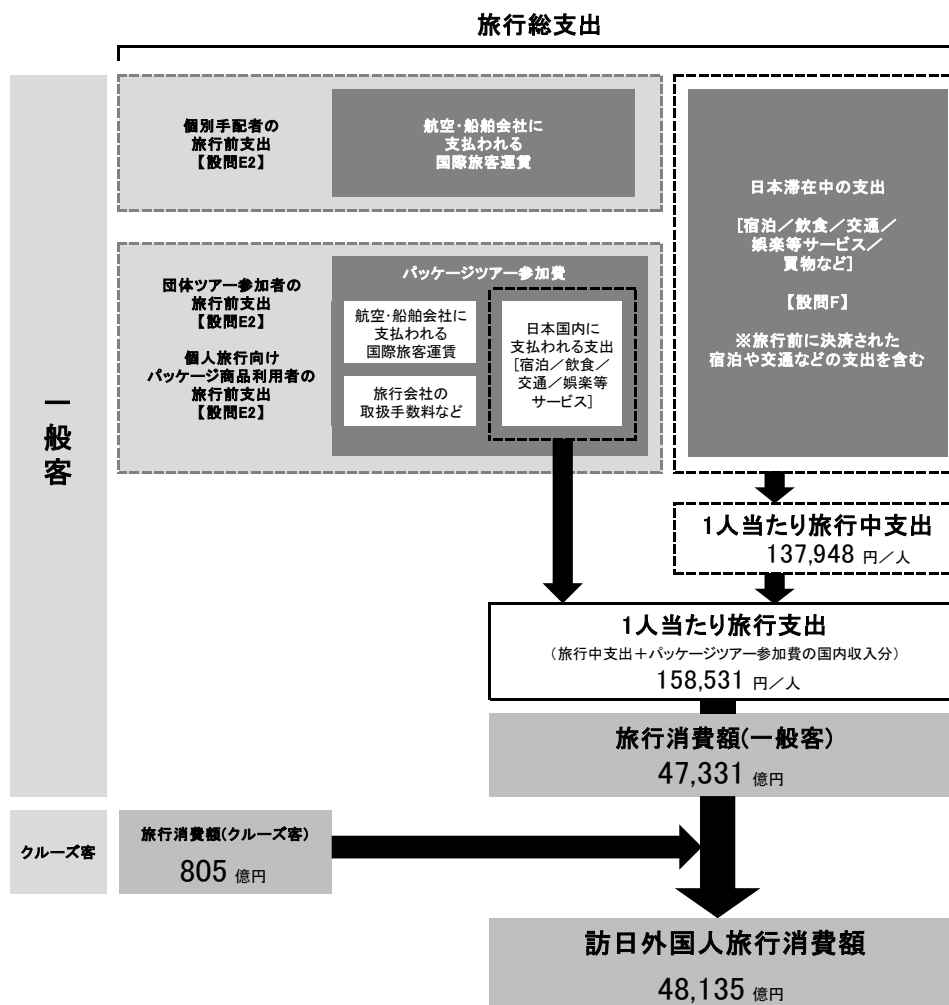 旅行総支出
一般客
個別手配者の
旅行前支出
【設問E2】
航空・船舶会社に
支払われる
国際旅客運賃
団体ツアー参加者の
旅行前支出
【設問E2】
個人旅行向け
パッケージ商品利用者の
旅行前支出
【設問E2】
パッケージツアー参加費
航空・船舶会社に
支払われる
国際旅客運賃
旅行会社の
取扱手数料など
日本国内に
支払われる支出
[宿泊／飲食／
交通／娯楽等
サービス]
日本滞在中の支出
[宿泊／飲食／交通／
娯楽等サービス／
買物など]
【設問F】
※旅行前に決済された
宿泊や交通などの支出を含む
1人当たり旅行中支出
137,948 円／人
1人当たり旅行支出
（旅行中支出＋パッケージツアー参加費の国内収入分）
158,531 円／人
旅行消費額(一般客)
47,331 億円
クルーズ客
旅行消費額(クルーズ客)
805 億円
訪日外国人旅行消費額
48,135 億円